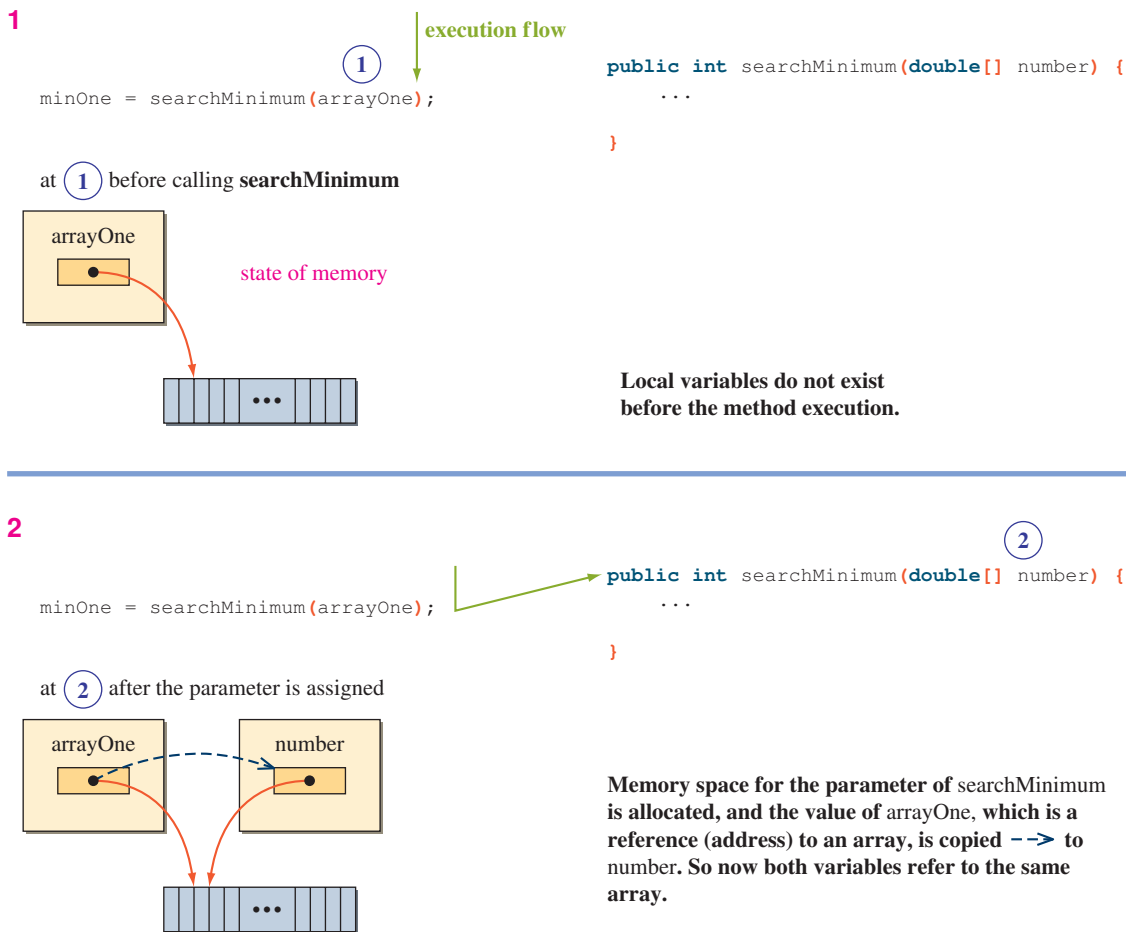 1
execution flow
1
minOne = searchMinimum(arrayOne);
public int searchMinimum(double[] number) {
...
}
at 1 before calling searchMinimum
arrayOne
state of memory
•••
Local variables do not exist
before the method execution.
2
2
minOne = searchMinimum(arrayOne);
public int searchMinimum(double[] number) {
...
}
at 2 after the parameter is assigned
arrayOne
number
•••
Memory space for the parameter of searchMinimum
is allocated, and the value of arrayOne, which is a
reference (address) to an array, is copied --> to
number. So now both variables refer to the same
array.